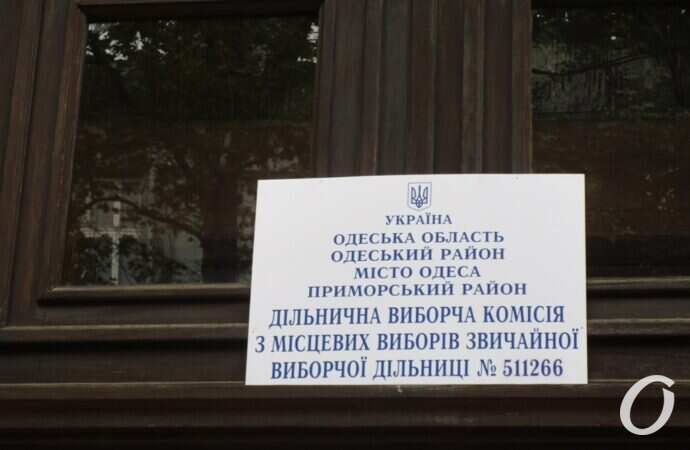 УКРАЇНА
ОДЕСЬКА ОБЛАСТЬ
ОДЕСЬКИЙ РАЙОН
МІСТО ОДЕСА
ПРИМОРСЬКИЙ РАЙОН
ДІЛЬНИЧНА ВИБОРЧА КОМІСІЯ
З МІСЦЕВИХ ВИБОРІВ ЗВИЧАЙНОЇ
ВИБОРЧОЇ ДІЛЬНИЦІ № 511266